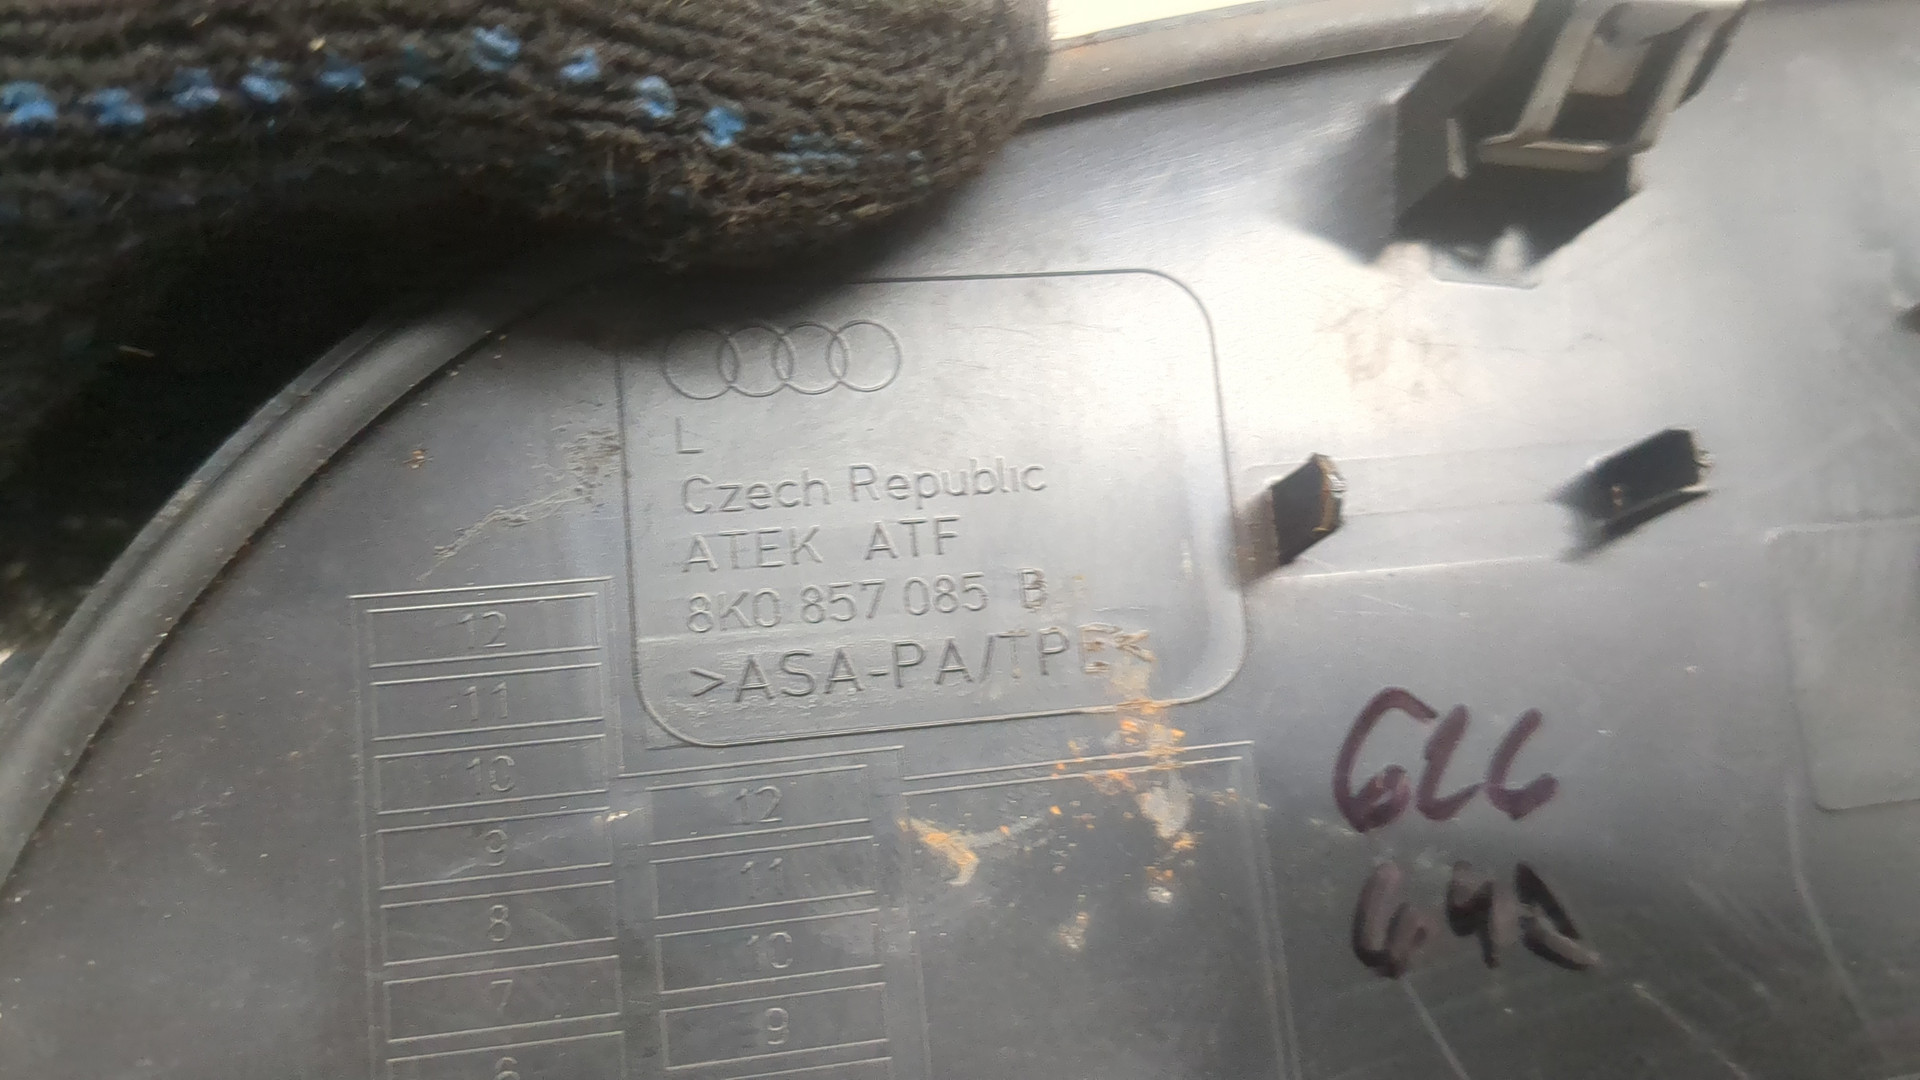 L
Czech Republic
ATEK ATF
8K0 857 085 B
>ASA-PA/TPE<
12
11
10
9
8
7
6
12
11
10
9